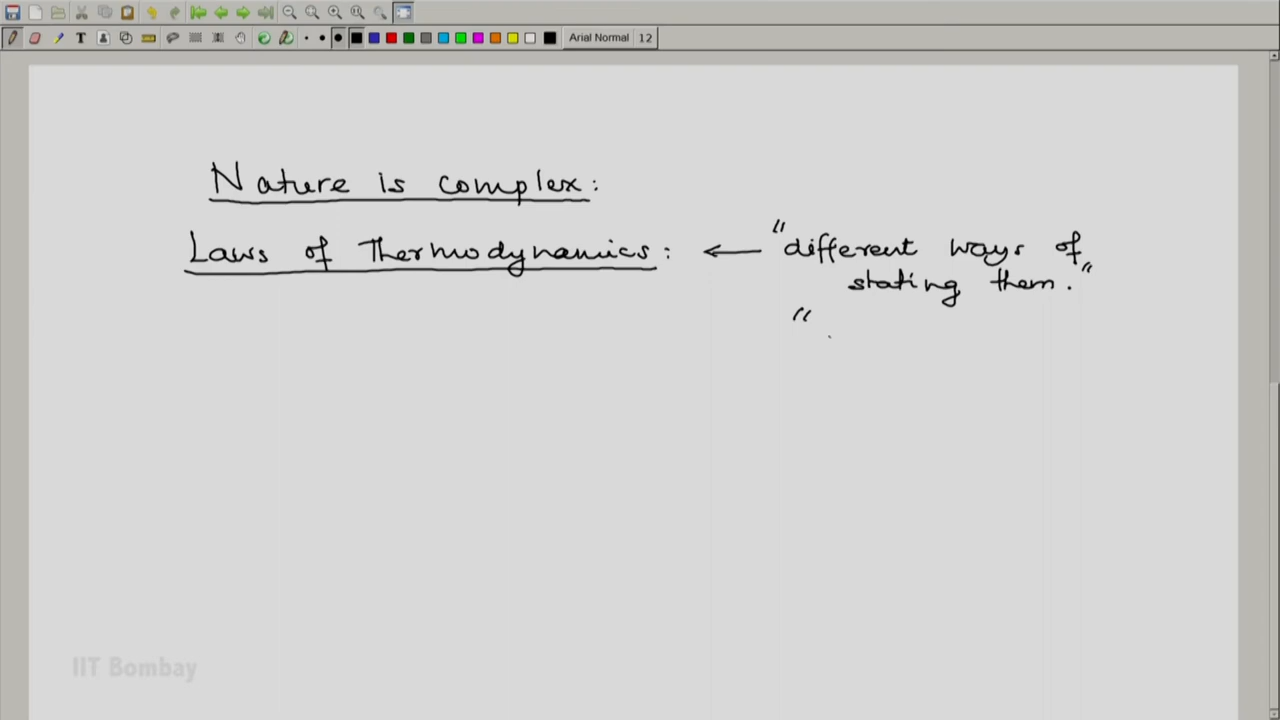 Arial Normal 12
Nature is complex:
Laws of Thermodynamics: ← "different ways of
stating them."
"
IIT Bombay